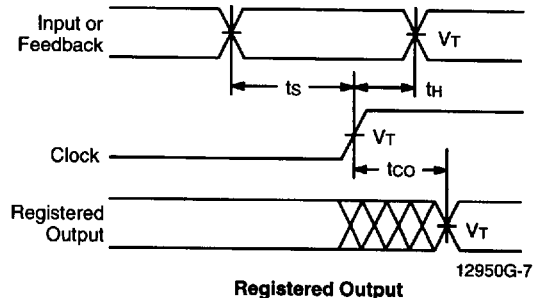 Input or
Feedback
VT
tS
tH
Clock
VT
tCO
Registered
Output
VT
12950G-7
Registered Output